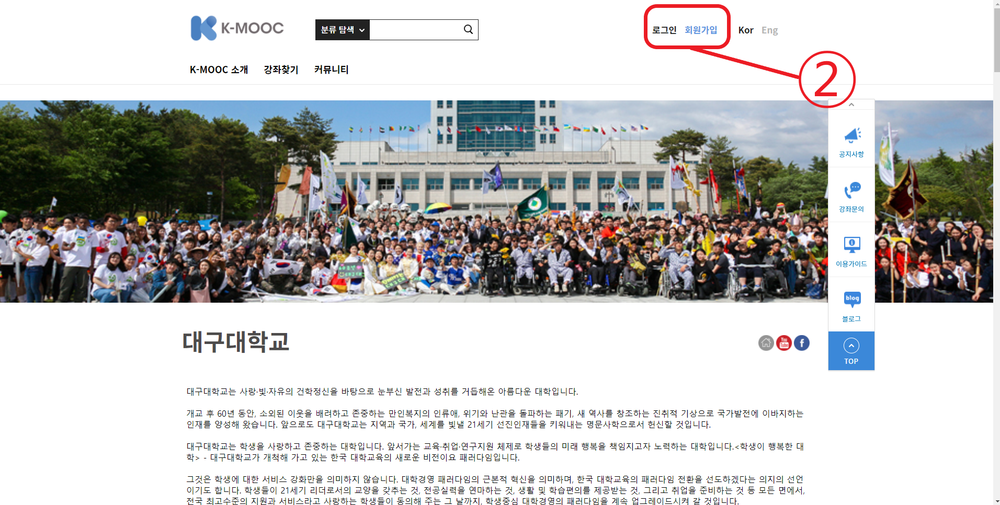 K-MOOC
분류 탐색
로그인 회원가입 Kor Eng
K-MOOC 소개 강좌찾기 커뮤니티
2
공지사항
강좌문의
이용가이드
blog
블로그
TOP
대구대학교
You
Tube
f
대구대학교는 사랑·빛·자유의 건학정신을 바탕으로 눈부신 발전과 성취를 거듭해온 아름다운 대학입니다.
개교 후 60년 동안, 소외된 이웃을 배려하고 존중하는 만인복지의 인류애, 위기와 난관을 돌파하는 패기, 새 역사를 창조하는 진취적 기상으로 국가발전에 이바지하는
인재를 양성해 왔습니다. 앞으로도 대구대학교는 지역과 국가, 세계를 빛낼 21세기 선진인재들을 키워내는 명문사학으로서 헌신할 것입니다.
대구대학교는 학생을 사랑하고 존중하는 대학입니다. 앞서가는 교육·취업·연구지원 체제로 학생들의 미래 행복을 책임지고자 노력하는 대학입니다.<학생이 행복한 대
학> - 대구대학교가 개척해 가고 있는 한국 대학교육의 새로운 비전이요 패러다임입니다.
그것은 학생에 대한 서비스 강화만을 의미하지 않습니다. 대학경영 패러다임의 근본적 혁신을 의미하며, 한국 대학교육의 패러다임 전환을 선도하겠다는 의지의 선언
이기도 합니다. 학생들이 21세기 리더로서의 교양을 갖추는 것, 전공실력을 연마하는 것, 생활 및 학습편의를 제공받는 것, 그리고 취업을 준비하는 것 등 모든 면에서,
전국 최고수준의 지원과 서비스라고 사랑하는 학생들이 동의해 주는 그 날까지, 학생중심 대학경영의 패러다임을 계속 업그레이드시켜 갈 것입니다.